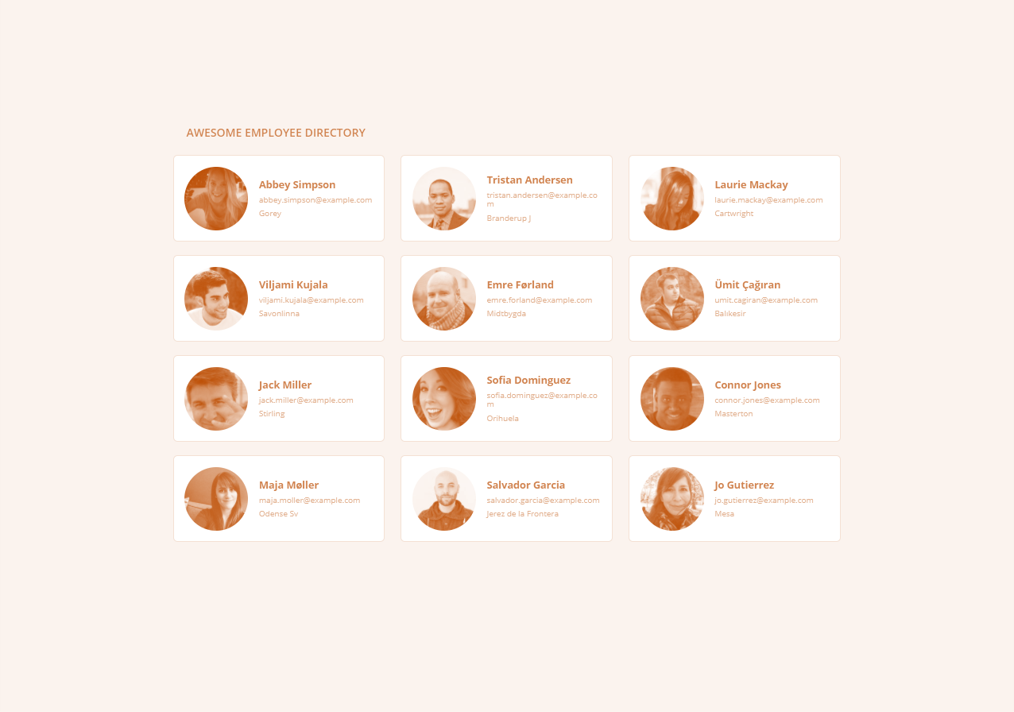 AWESOME EMPLOYEE DIRECTORY
Abbey Simpson
abbey.simpson@example.com
Gorey
Tristan Andersen
tristan.andersen@example.co
m
Branderup J
Laurie Mackay
laurie.mackay@example.com
Cartwright
Viljami Kujala
viljami.kujala@example.com
Savonlinna
Emre Førland
emre.forland@example.com
Midtbygda
Ümit Çağıran
umit.cagiran@example.com
Balıkesir
Jack Miller
jack.miller@example.com
Stirling
Sofia Dominguez
sofia.dominguez@example.co
m
Orihuela
Connor Jones
connor.jones@example.com
Masterton
Maja Møller
maja.moller@example.com
Odense Sv
Salvador Garcia
salvador.garcia@example.com
Jerez de la Frontera
Jo Gutierrez
jo.gutierrez@example.com
Mesa